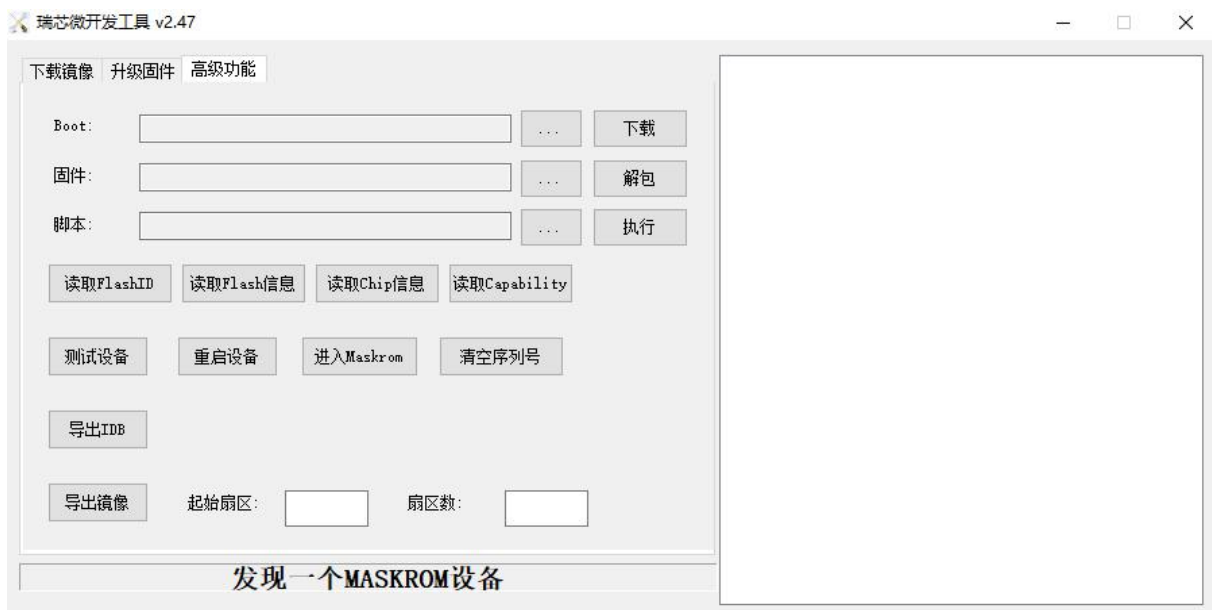 瑞芯微开发工具 v2.47
下载镜像 升级固件 高级功能
Boot: ... 下载
固件: ... 解包
脚本: ... 执行
读取FlashID 读取Flash信息 读取Chip信息 读取Capability
测试设备 重启设备 进入Maskrom 清空序列号
导出IDB
导出镜像 起始扇区: 扇区数:
发现一个MASKROM设备